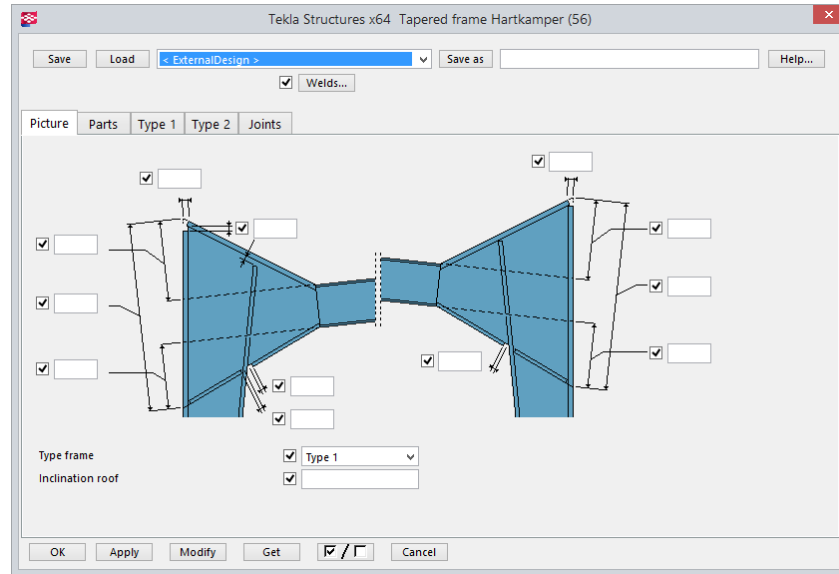 Tekla Structures x64 Tapered frame Hartkamper (56)
Save Load < ExternalDesign > Save as Help...
Welds...
Picture Parts Type 1 Type 2 Joints
Type frame Type 1
Inclination roof
OK Apply Modify Get / Cancel